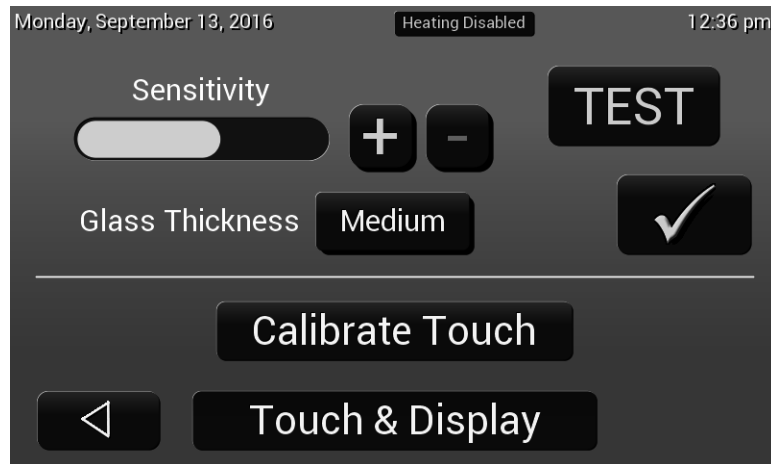 Monday, September 13, 2016 Heating Disabled 12:36 pm
Sensitivity
TEST
+ -
Glass Thickness Medium
Calibrate Touch
Touch & Display